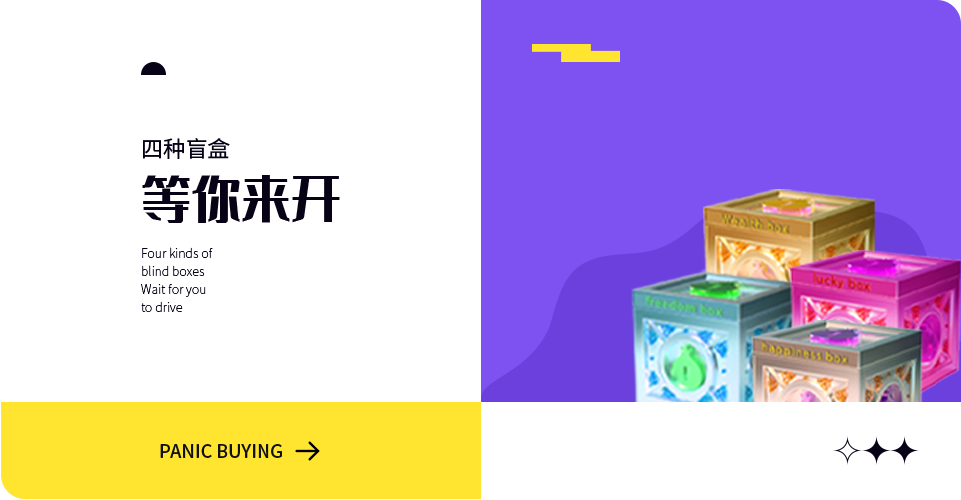 四种盲盒
等你来开
Four kinds of
blind boxes
Wait for you
to drive
Wealth box
lucky box
freedom box
happiness box
PANIC BUYING